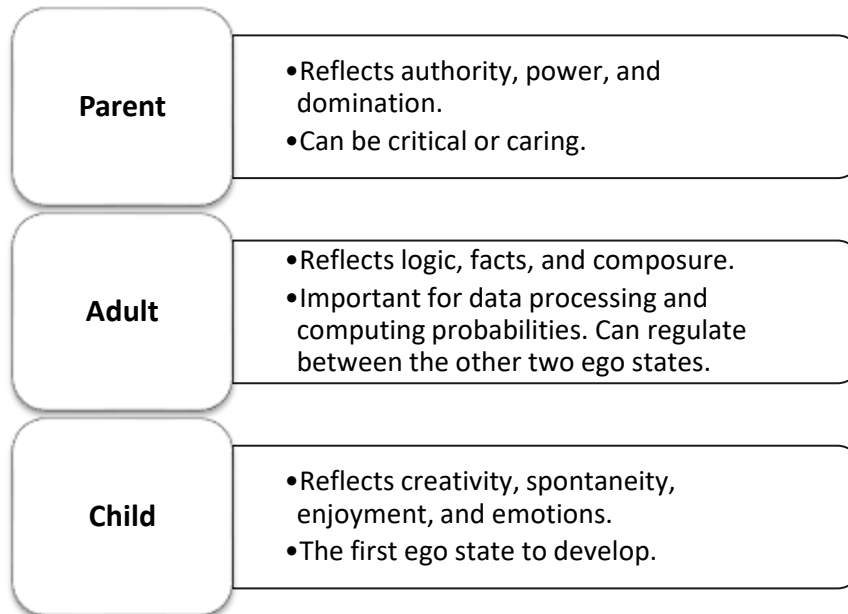 Parent
•Reflects authority, power, and
domination.
•Can be critical or caring.
Adult
•Reflects logic, facts, and composure.
•Important for data processing and
computing probabilities. Can regulate
between the other two ego states.
Child
•Reflects creativity, spontaneity,
enjoyment, and emotions.
•The first ego state to develop.